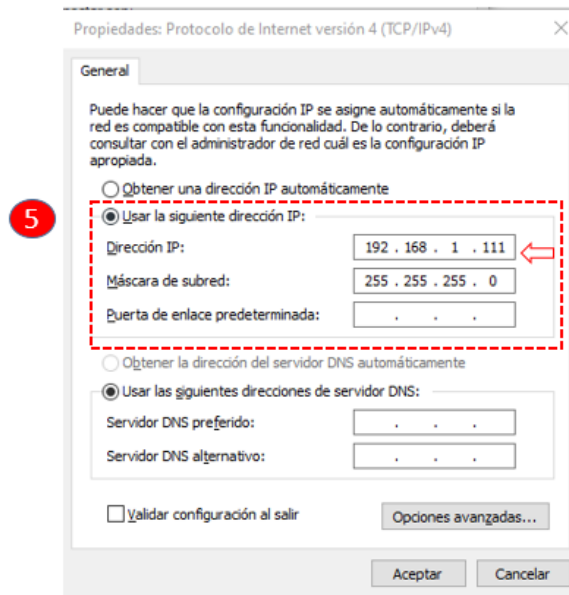 Propiedades: Protocolo de Internet versión 4 (TCP/IPv4)
General
Puede hacer que la configuración IP se asigne automáticamente si la
red es compatible con esta funcionalidad. De lo contrario, deberá
consultar con el administrador de red cuál es la configuración IP
apropiada.
Obtener una dirección IP automáticamente
5
Usar la siguiente dirección IP:
Dirección IP: 192 . 168 . 1 . 111
Máscara de subred: 255 . 255 . 255 . 0
Puerta de enlace predeterminada: . . .
Obtener la dirección del servidor DNS automáticamente
Usar las siguientes direcciones de servidor DNS:
Servidor DNS preferido: . . .
Servidor DNS alternativo: . . .
Validar configuración al salir
Opciones avanzadas...
Aceptar Cancelar